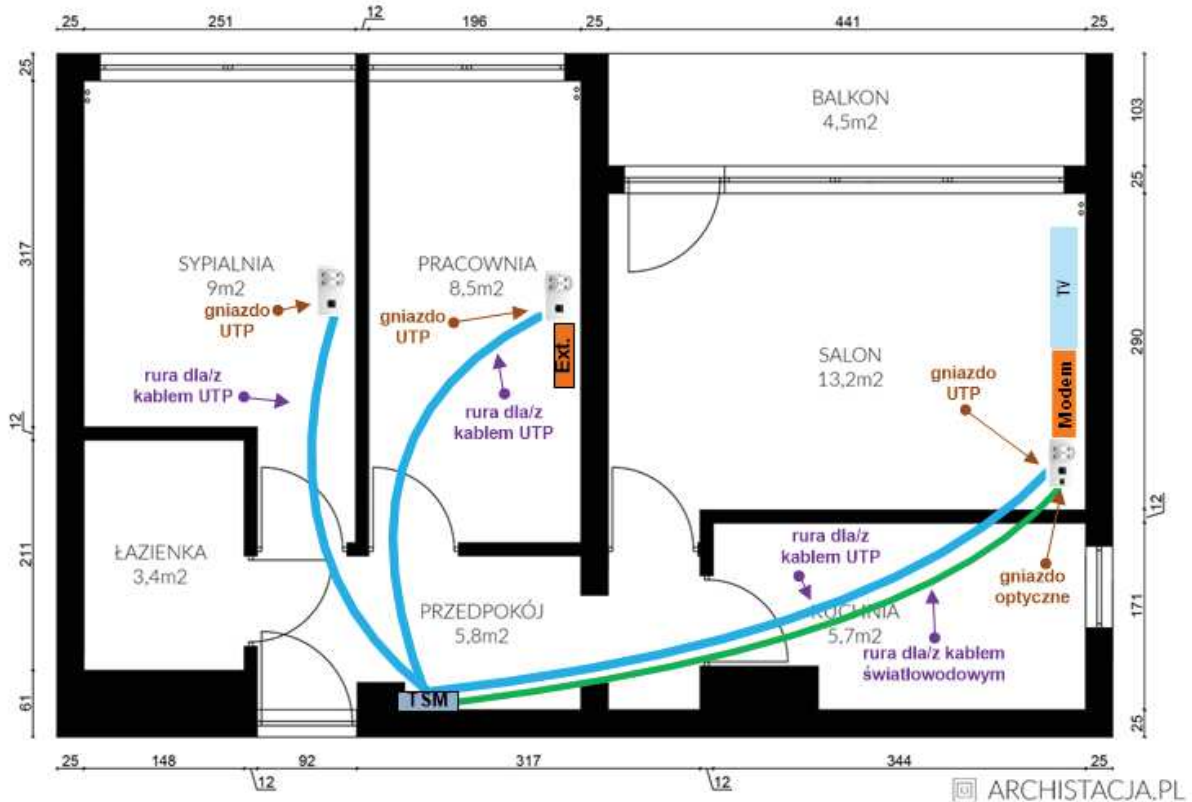 12
25 251 196 25 441 25
25
BALKON
4,5m2
103
25
317
SYPIALNIA
9m2
gniazdo
UTP
PRACOWNIA
8,5m2
gniazdo
UTP
Ext.
TV
290
SALON
13,2m2
gniazdo
UTP
Modem
rura dla/z
kablem UTP
rura dla/z
kablem UTP
12
12
211
ŁAZIENKA
3,4m2
rura dla/z
kablem UTP
gniazdo
optyczne
PRZEDPOKÓJ
5,8m2
KUCHNIA
5,7m2
171
rura dla/z kablem
światłowodowym
61
TSM
25
25 148 92 317 344 25
12 12
ARCHISTACJA.PL